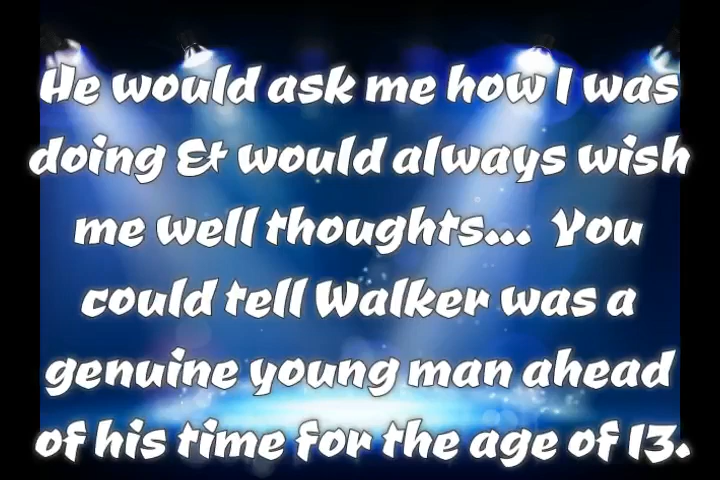 He would ask me how I was
doing & would always wish
me well thoughts... You
could tell Walker was a
genuine young man ahead
of his time for the age of 13.